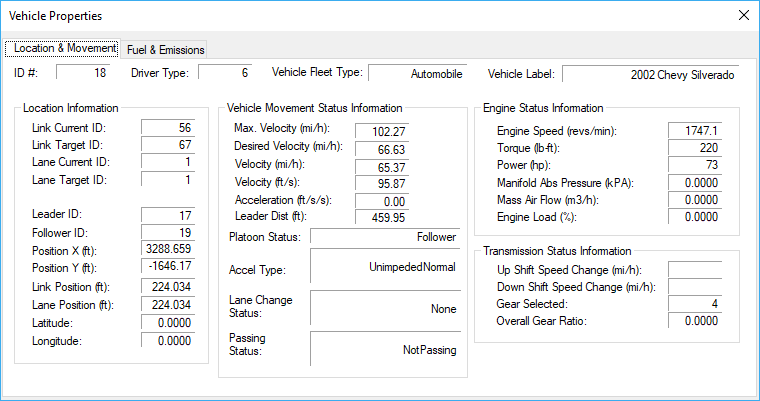 Vehicle Properties
Location & Movement Fuel & Emissions
ID #: 18 Driver Type: 6 Vehicle Fleet Type: Automobile Vehicle Label: 2002 Chevy Silverado
Location Information
Link Current ID: 56
Link Target ID: 67
Lane Current ID: 1
Lane Target ID: 1
Leader ID: 17
Follower ID: 19
Position X (ft): 3288.659
Position Y (ft): -1646.17
Link Position (ft): 224.034
Lane Position (ft): 224.034
Latitude: 0.0000
Longitude: 0.0000
Vehicle Movement Status Information
Max. Velocity (mi/h): 102.27
Desired Velocity (mi/h): 66.63
Velocity (mi/h): 65.37
Velocity (ft/s): 95.87
Acceleration (ft/s/s): 0.00
Leader Dist (ft): 459.95
Platoon Status: Follower
Accel Type: UnimpededNormal
Lane Change
Status: None
Passing
Status: NotPassing
Engine Status Information
Engine Speed (revs/min): 1747.1
Torque (lb-ft): 220
Power (hp): 73
Manifold Abs Pressure (kPA): 0.0000
Mass Air Flow (m3/h): 0.0000
Engine Load (%): 0.0000
Transmission Status Information
Up Shift Speed Change (mi/h):
Down Shift Speed Change (mi/h):
Gear Selected: 4
Overall Gear Ratio: 0.0000